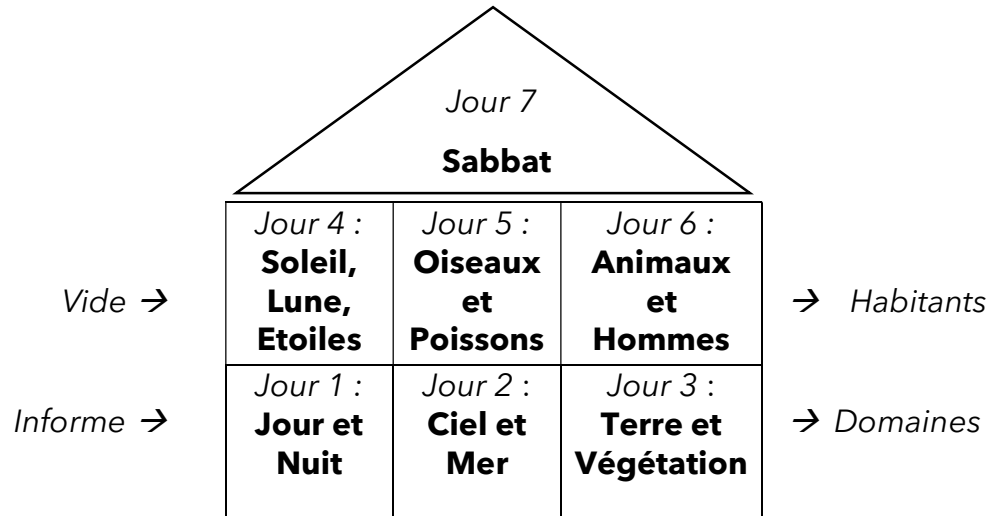 Jour 7
Sabbat
Jour 4 :
Soleil,
Lune,
Etoiles
Jour 5 :
Oiseaux
et
Poissons
Jour 6 :
Animaux
et
Hommes
Vide →
→ Habitants
Jour 1 :
Jour et
Nuit
Jour 2 :
Ciel et
Mer
Jour 3 :
Terre et
Végétation
Informe →
→ Domaines